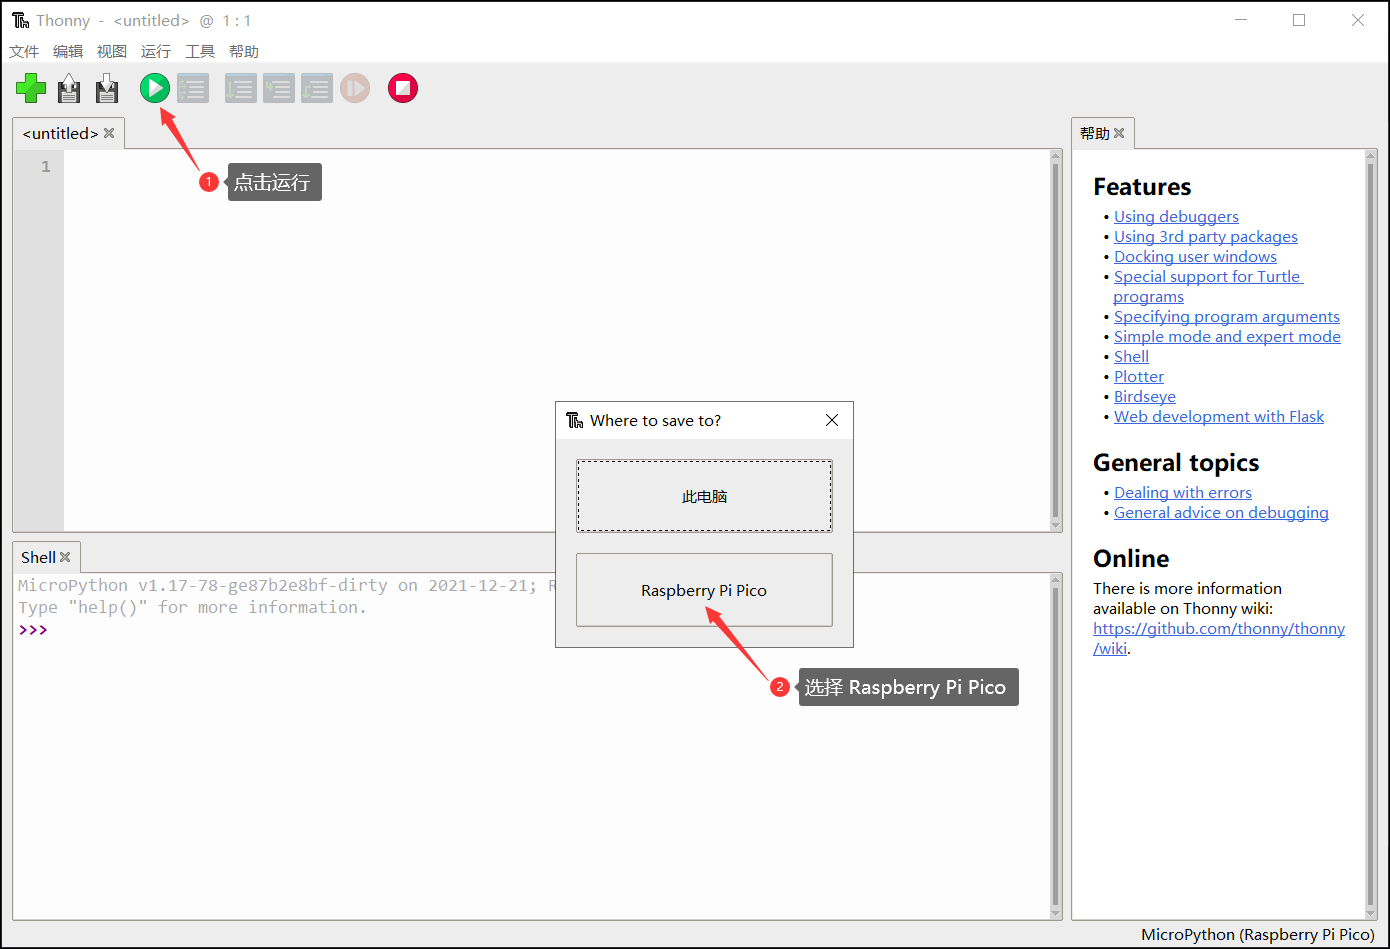 Thonny - <untitled> @ 1 : 1
文件 编辑 视图 运行 工具 帮助
<untitled>
1
1 点击运行
Where to save to?
此电脑
Raspberry Pi Pico
2 选择 Raspberry Pi Pico
Shell
MicroPython v1.17-78-ge87b2e8bf-dirty on 2021-12-21; R
Type "help()" for more information.
>>>
帮助
Features
• Using debuggers
• Using 3rd party packages
• Docking user windows
• Special support for Turtle
programs
• Specifying program arguments
• Simple mode and expert mode
• Shell
• Plotter
• Birdseye
• Web development with Flask
General topics
• Dealing with errors
• General advice on debugging
Online
There is more information
available on Thonny wiki:
https://github.com/thonny/thonny
/wiki.
MicroPython (Raspberry Pi Pico)